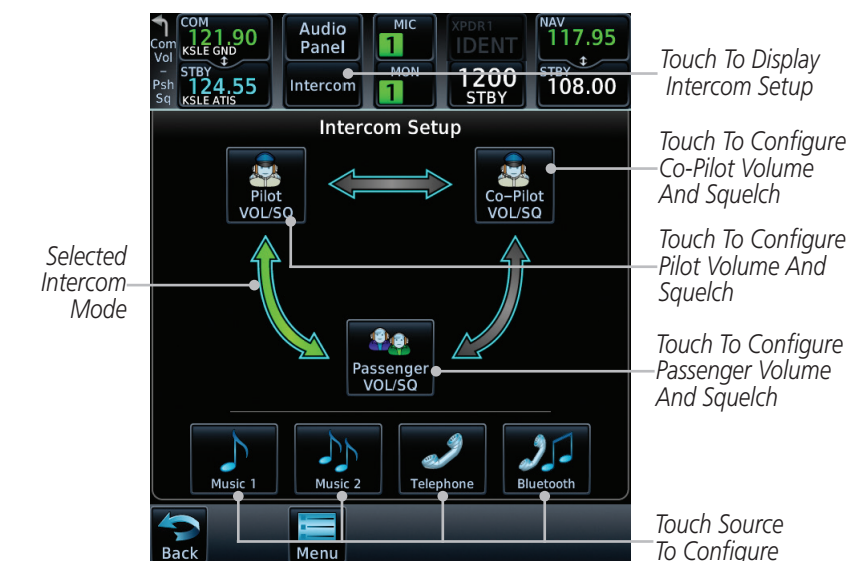 COM
121.90
KSLE GND
Com
Vol
–
Psh
Sq
STBY
124.55
KSLE ATIS
Audio
Panel
Intercom
MIC
1
MON
1
XPDR1
IDENT
1200
STBY
NAV
117.95
STBY
108.00
Touch To Display
Intercom Setup
Intercom Setup
Pilot
VOL/SQ
Co-Pilot
VOL/SQ
Touch To Configure
Co-Pilot Volume
And Squelch
Touch To Configure
Pilot Volume And
Squelch
Selected
Intercom
Mode
Passenger
VOL/SQ
Touch To Configure
Passenger Volume
And Squelch
Music 1
Music 2
Telephone
Bluetooth
Touch Source
To Configure
Back
Menu